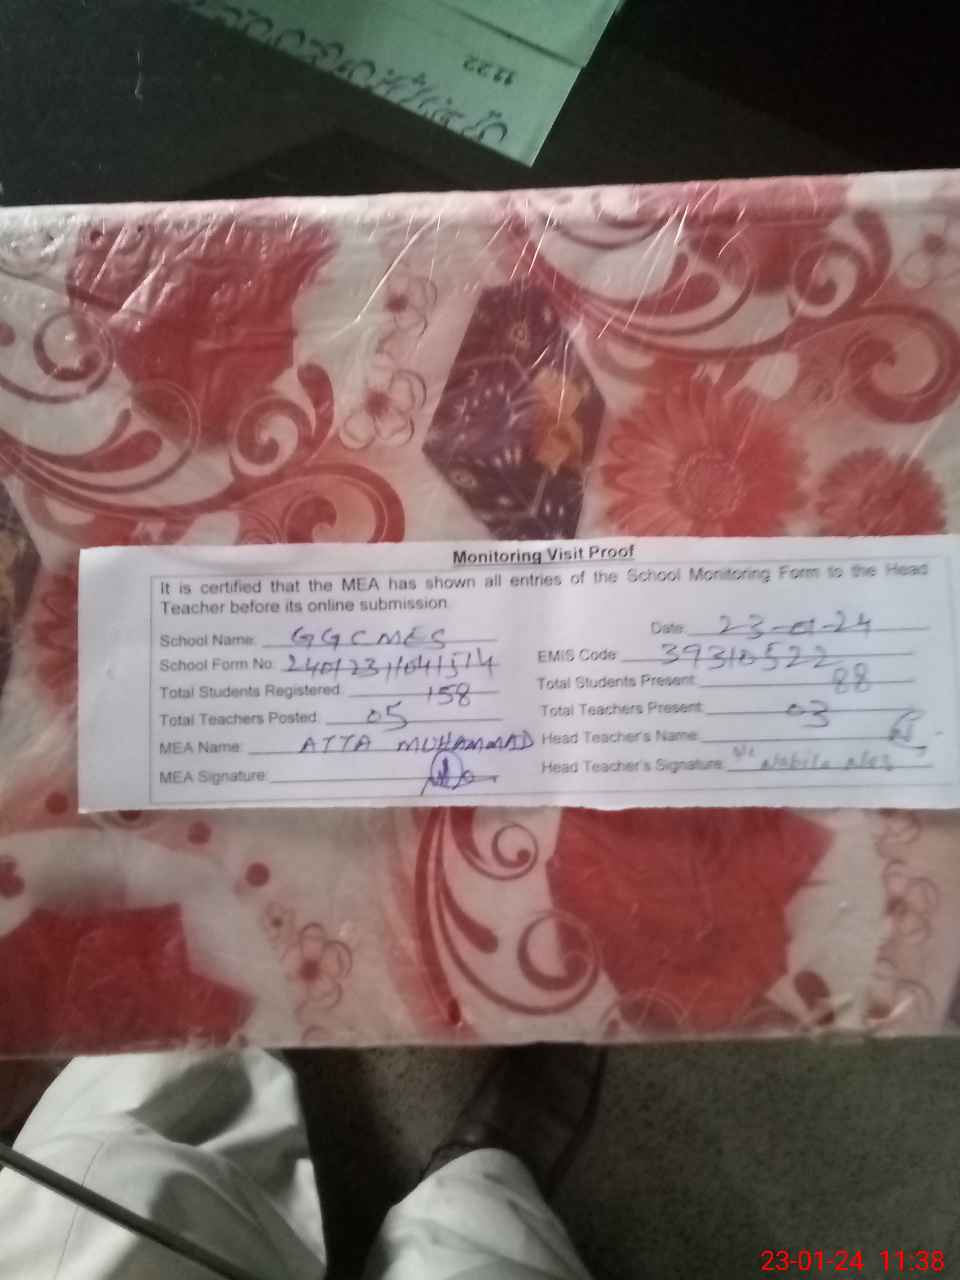 1122
Monitoring Visit Proof
It is certified that the MEA has shown all entries of the School Monitoring Form to the Head
Teacher before its online submission.
Date: 23-01-24
School Name: GGCMES
School Form No:
EMIS Code: 39310522
Total Students Registered: 158
Total Students Present: 88
Total Teachers Posted: 05
Total Teachers Present: 03
MEA Name: ATTA MUHAMMAD
Head Teacher's Name:
MEA Signature:
Head Teacher's Signature: Nabila
23-01-24 11:38